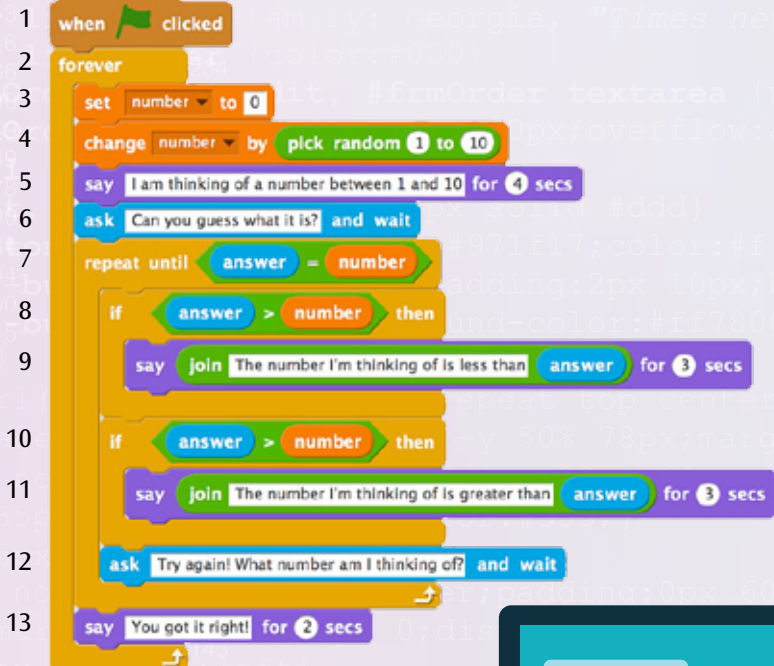 1 when clicked
2 forever
3 set number to 0
4 change number by pick random 1 to 10
5 say I am thinking of a number between 1 and 10 for 4 secs
6 ask Can you guess what it is? and wait
7 repeat until answer = number
8 if answer > number then
9 say join The number I'm thinking of is less than answer for 3 secs
10 if answer > number then
11 say join The number I'm thinking of is greater than answer for 3 secs
12 ask Try again! What number am I thinking of? and wait
13 say You got it right! for 2 secs